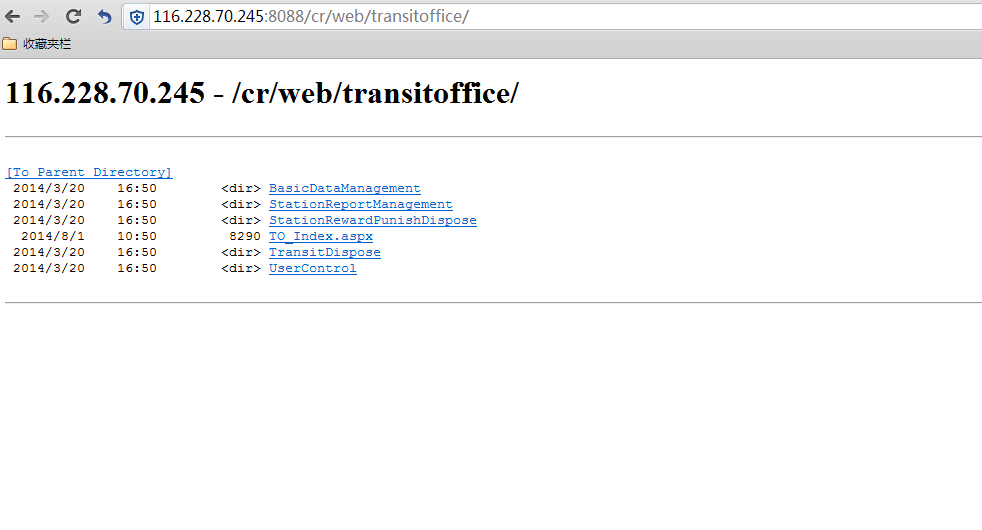 116.228.70.245:8088/cr/web/transitoffice/
收藏夹栏
116.228.70.245 - /cr/web/transitoffice/
[To Parent Directory]
2014/3/20 16:50 <dir> BasicDataManagement
2014/3/20 16:50 <dir> StationReportManagement
2014/3/20 16:50 <dir> StationRewardPunishDispose
2014/8/1 10:50 8290 TO_Index.aspx
2014/3/20 16:50 <dir> TransitDispose
2014/3/20 16:50 <dir> UserControl